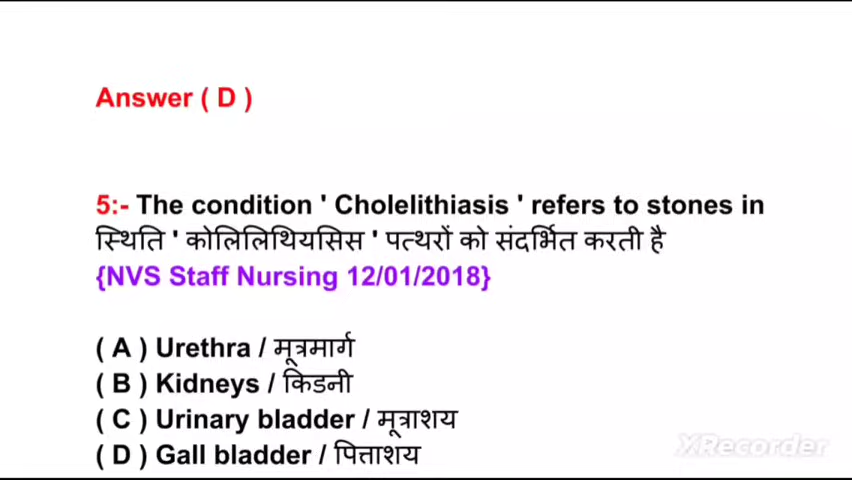 Answer ( D )
5:- The condition ' Cholelithiasis ' refers to stones in
स्थिति ' कोलिलिथियसिस ' पत्थरों को संदर्भित करती है
{NVS Staff Nursing 12/01/2018}
( A ) Urethra / मूत्रमार्ग
( B ) Kidneys / किडनी
( C ) Urinary bladder / मूत्राशय
( D ) Gall bladder / पित्ताशय
XRecorder